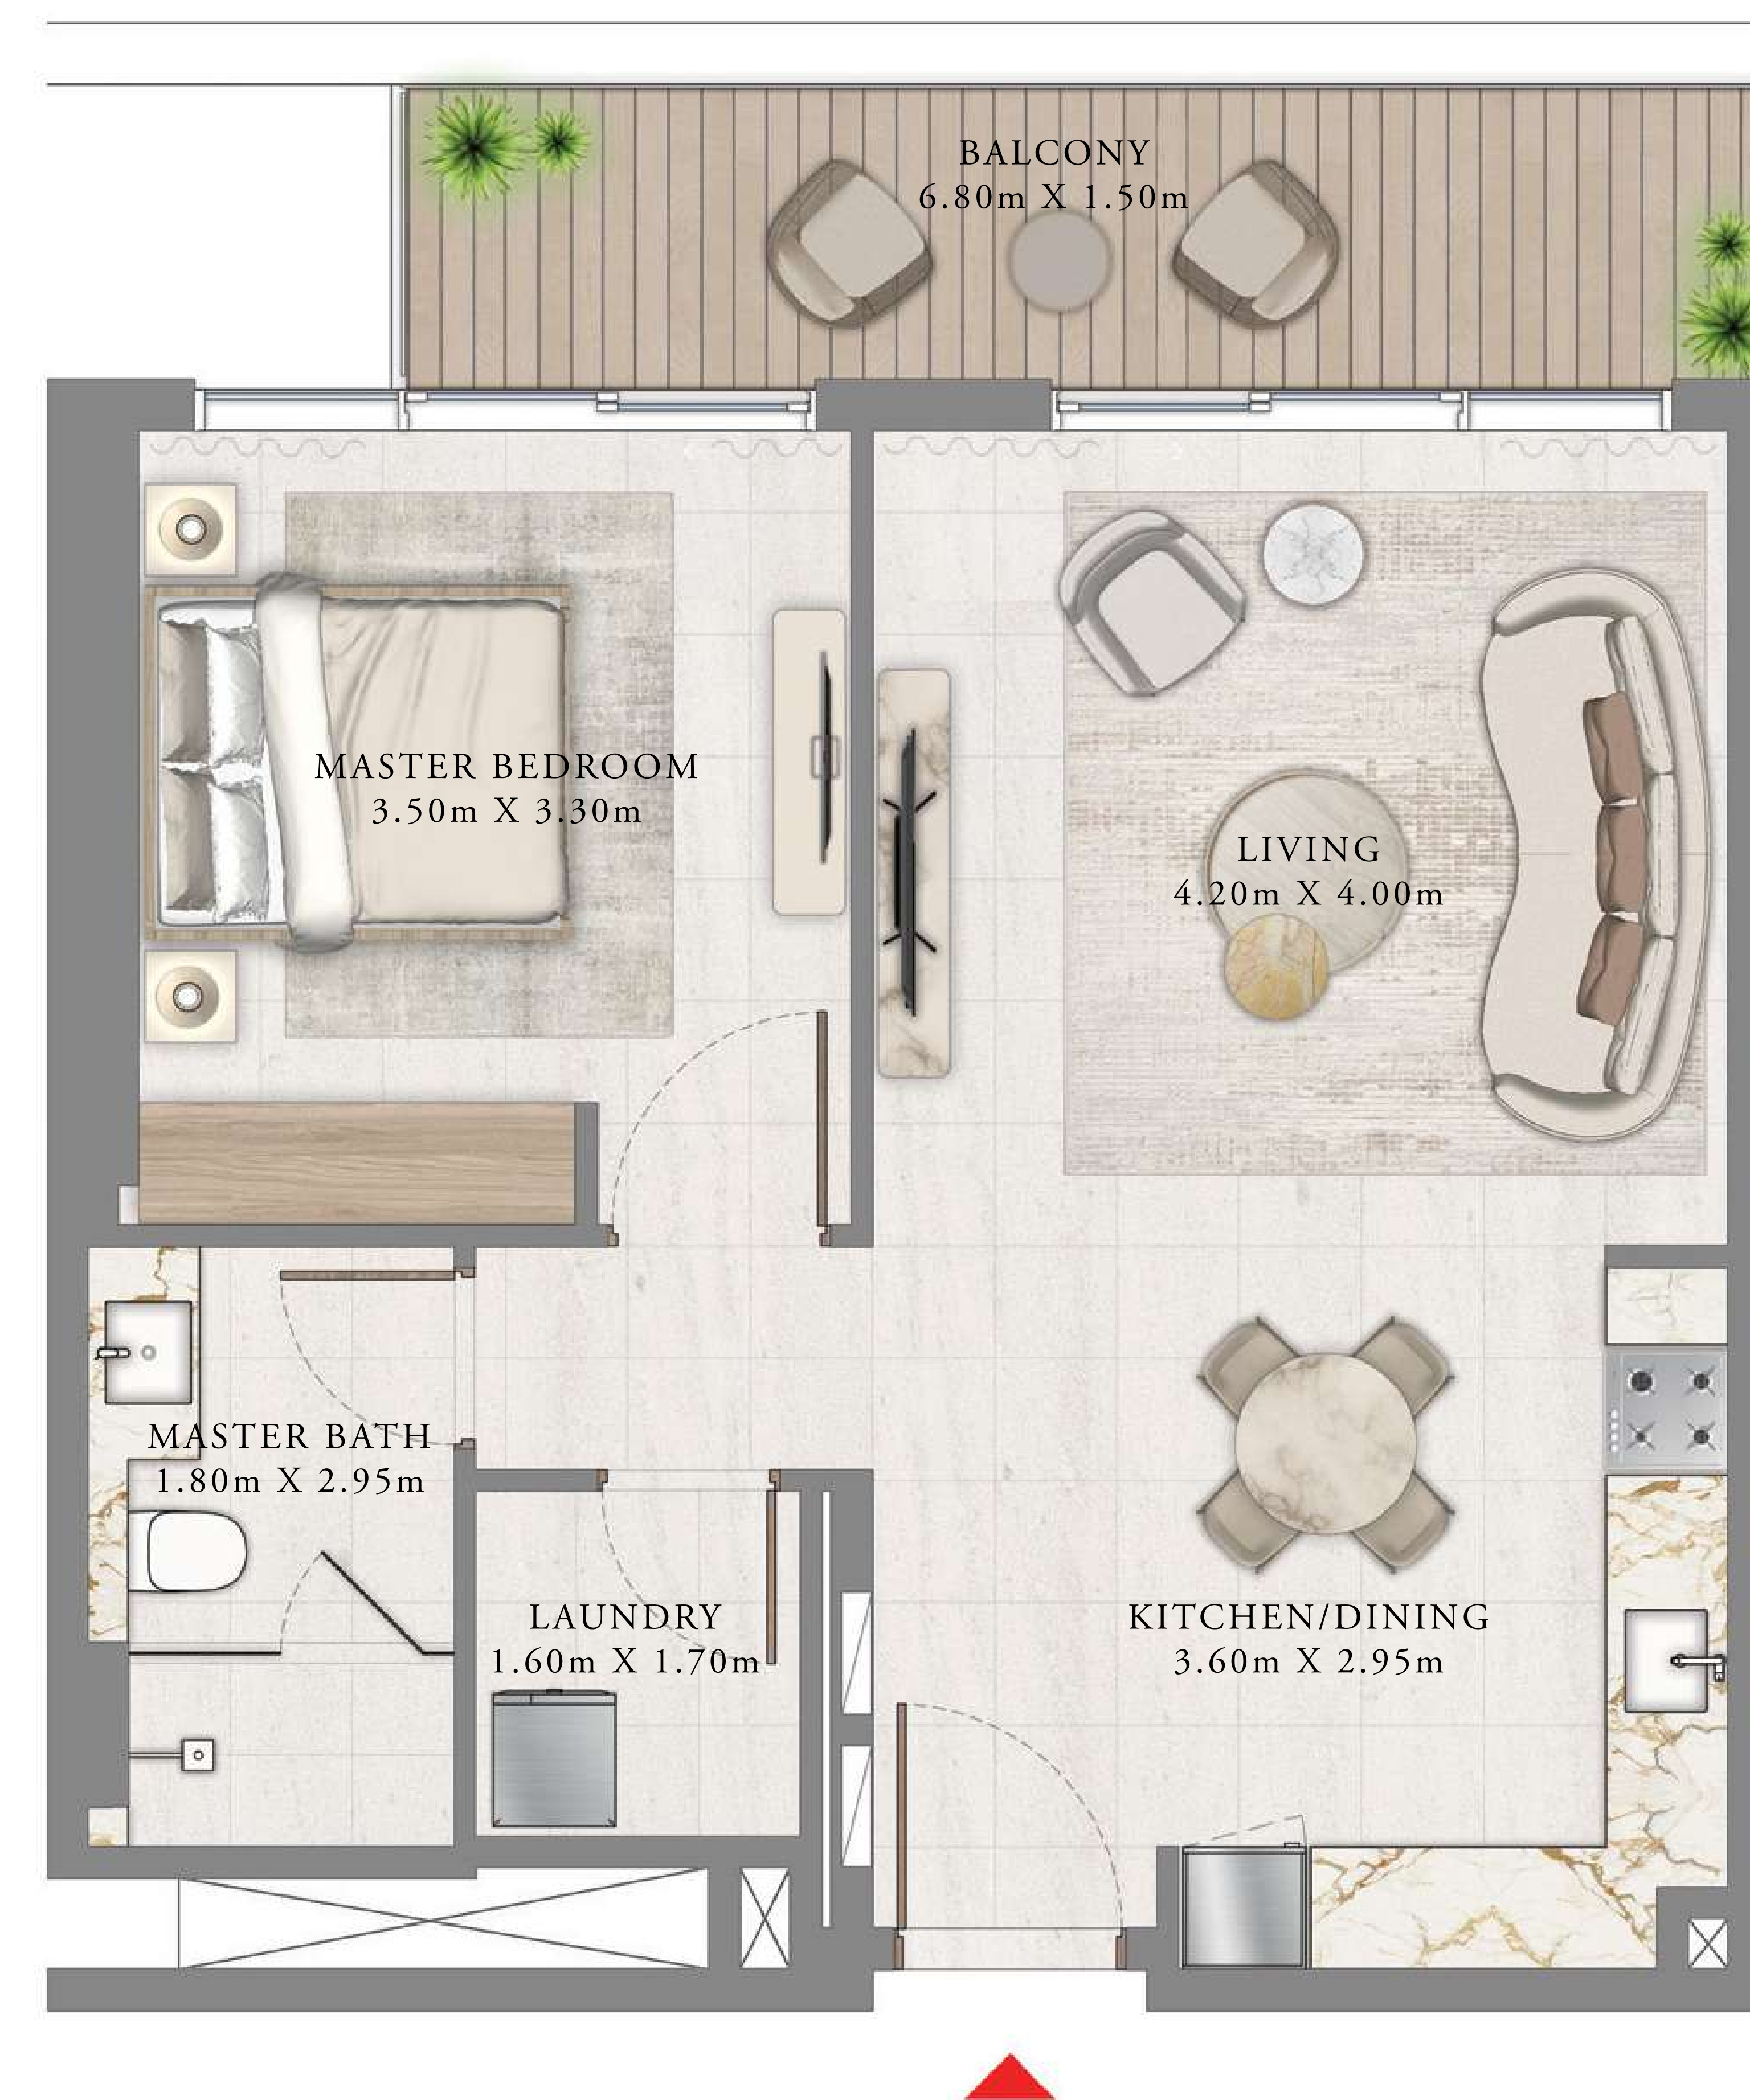 BALCONY
6.80m X 1.50m
MASTER BEDROOM
3.50m X 3.30m
LIVING
4.20m X 4.00m
MASTER BATH
1.80m X 2.95m
LAUNDRY
1.60m X 1.70m
KITCHEN/DINING
3.60m X 2.95m